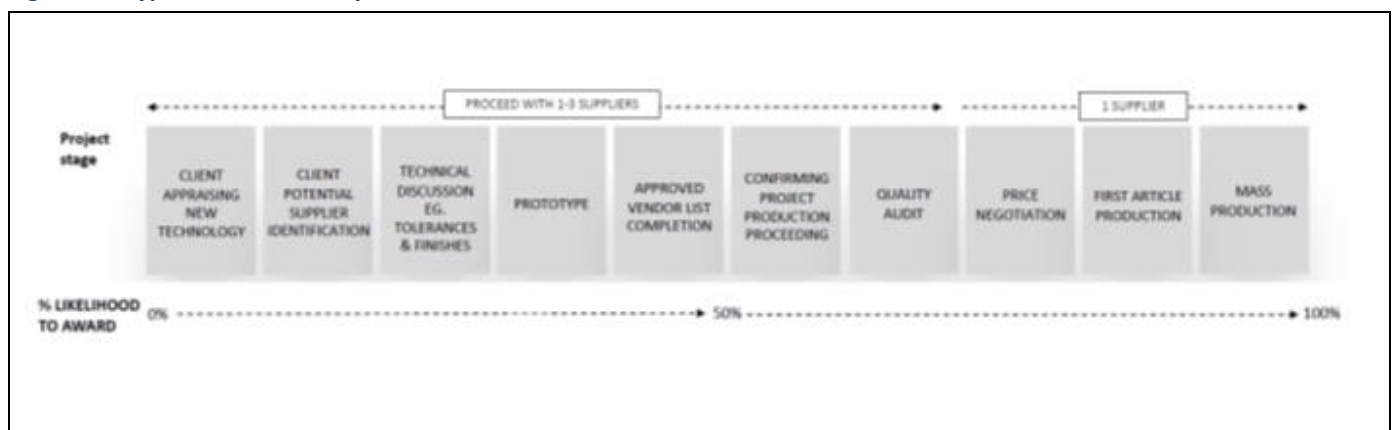 PROCEED WITH 1-3 SUPPLIERS
1 SUPPLIER
Project
stage
CLIENT
APPRAISING
NEW
TECHNOLOGY
CLIENT
POTENTIAL
SUPPLIER
IDENTIFICATION
TECHNICAL
DISCUSSION
EG.
TOLERANCES
& FINISHES
PROTOTYPE
APPROVED
VENDOR LIST
COMPLETION
CONFIRMING
PROJECT
PRODUCTION
PROCEEDING
QUALITY
AUDIT
PRICE
NEGOTIATION
FIRST ARTICLE
PRODUCTION
MASS
PRODUCTION
% LIKELIHOOD
TO AWARD
0%
50%
100%